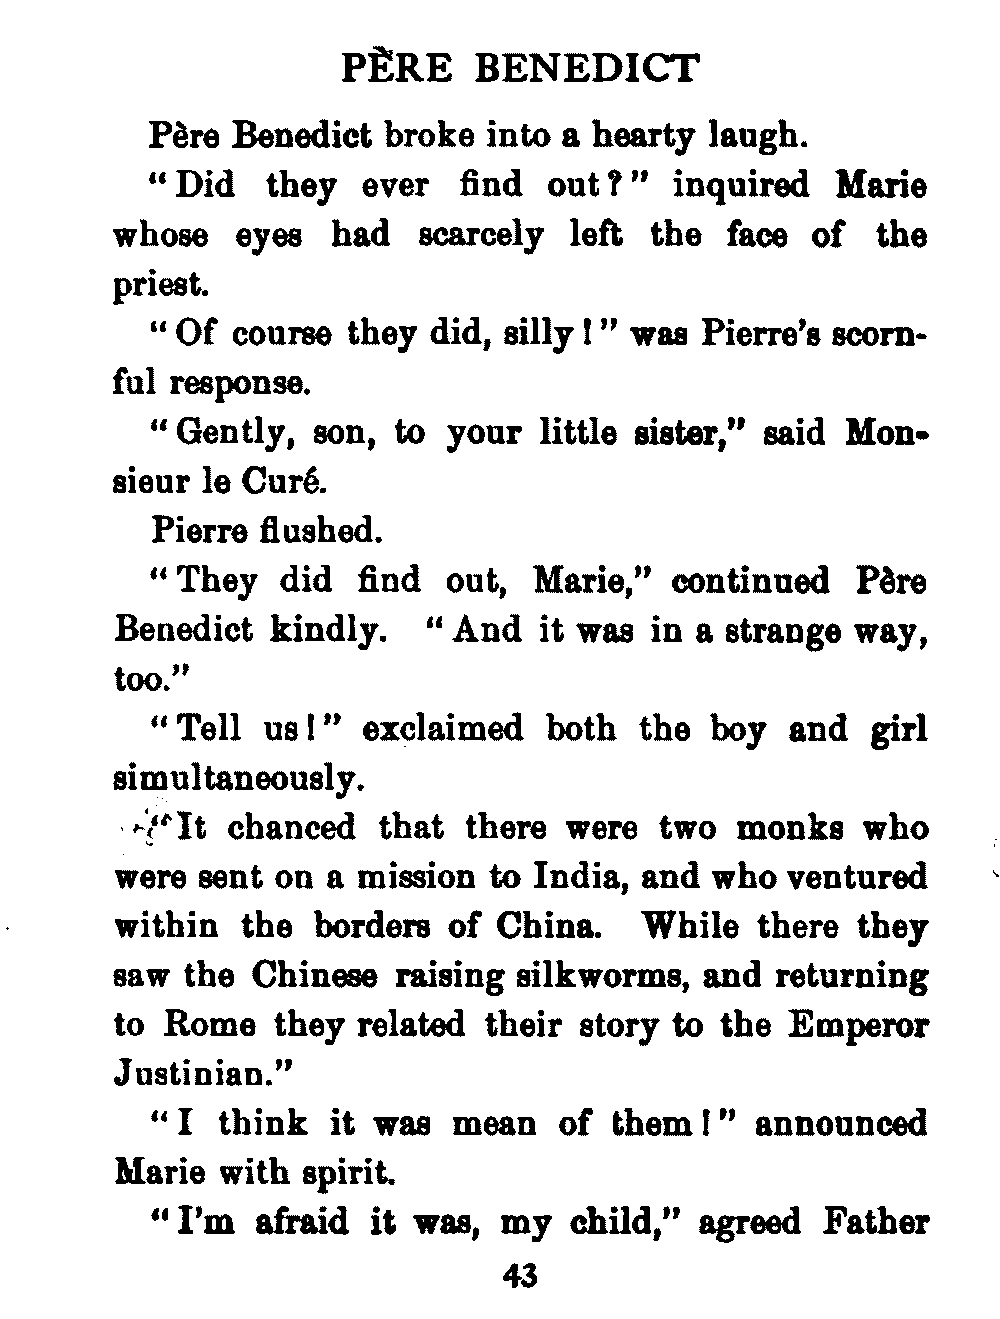 PÈRE BENEDICT
Père Benedict broke into a hearty laugh.
“Did they ever find out?” inquired Marie
whose eyes had scarcely left the face of the
priest.
“Of course they did, silly!” was Pierre’s scorn-
ful response.
“Gently, son, to your little sister,” said Mon-
sieur le Curé.
Pierre flushed.
“They did find out, Marie,” continued Père
Benedict kindly. “And it was in a strange way,
too.”
“Tell us!” exclaimed both the boy and girl
simultaneously.
“It chanced that there were two monks who
were sent on a mission to India, and who ventured
within the borders of China. While there they
saw the Chinese raising silkworms, and returning
to Rome they related their story to the Emperor
Justinian.”
“I think it was mean of them!” announced
Marie with spirit.
“I’m afraid it was, my child,” agreed Father
43